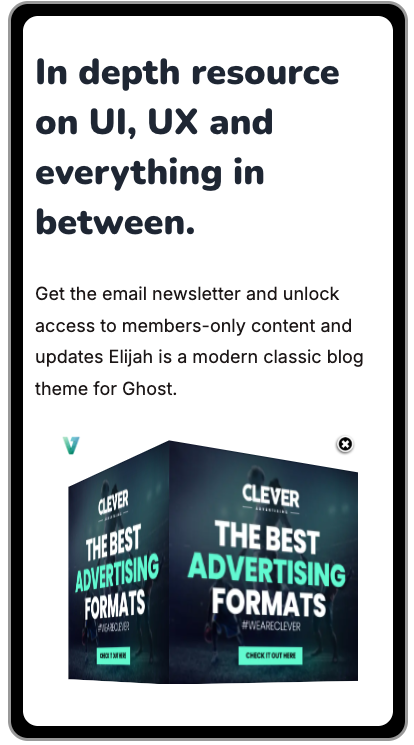 In depth resource
on UI, UX and
everything in
between.
Get the email newsletter and unlock
access to members-only content and
updates Elijah is a modern classic blog
theme for Ghost.
V
CLEVER
ADVERTISING
THE BEST
ADVERTISING
FORMATS
#WEARECLEVER
CHECK IT OUT HERE
CLEVER
ADVERTISING
THE BEST
ADVERTISING
FORMATS
#WEARECLEVER
CHECK IT OUT HERE